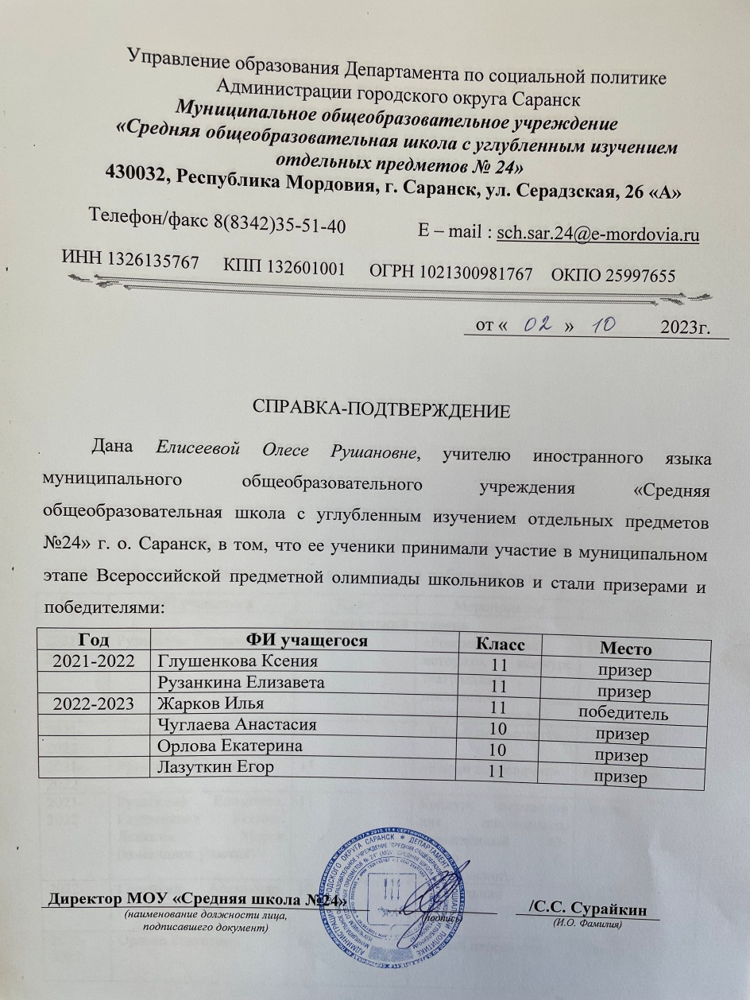 Управление образования Департамента по социальной политике
Администрации городского округа Саранск
Муниципальное общеобразовательное учреждение
«Средняя общеобразовательная школа с углубленным изучением
отдельных предметов № 24»
430032, Республика Мордовия, г. Саранск, ул. Серадзская, 26 «А»
Телефон/факс 8(8342)35-51-40 E – mail : sch.sar.24@e-mordovia.ru
ИНН 1326135767 КПП 132601001 ОГРН 1021300981767 ОКПО 25997655
от « 02 » 10 2023г.
СПРАВКА-ПОДТВЕРЖДЕНИЕ
Дана Елисеевой Олесе Рушановне, учителю иностранного языка
муниципального общеобразовательного учреждения «Средняя
общеобразовательная школа с углубленным изучением отдельных предметов
№24» г. о. Саранск, в том, что ее ученики принимали участие в муниципальном
этапе Всероссийской предметной олимпиады школьников и стали призерами и
победителями:
Год ФИ учащегося Класс Место
2021-2022 Глушенкова Ксения 11 призер
Рузанкина Елизавета 11 призер
2022-2023 Жарков Илья 11 победитель
Чуглаева Анастасия 10 призер
Орлова Екатерина 10 призер
Лазуткин Егор 11 призер
Директор МОУ «Средняя школа №24» /С.С. Сурайкин
(наименование должности лица, (подпись) (И.О. Фамилия)
подписавшего документ)